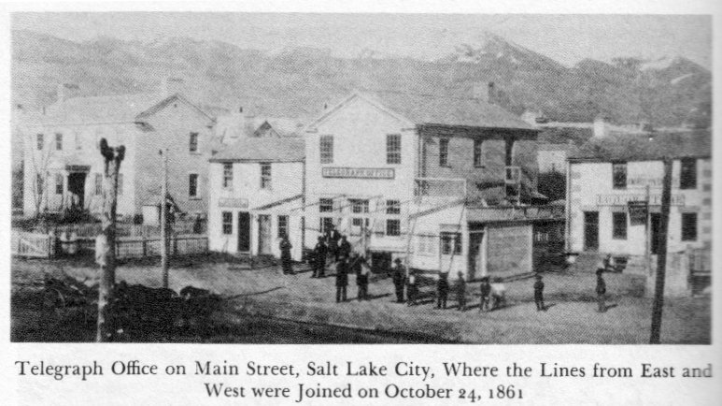 TELEGRAPH OFFICE
Telegraph Office on Main Street, Salt Lake City, Where the Lines from East and
West were Joined on October 24, 1861